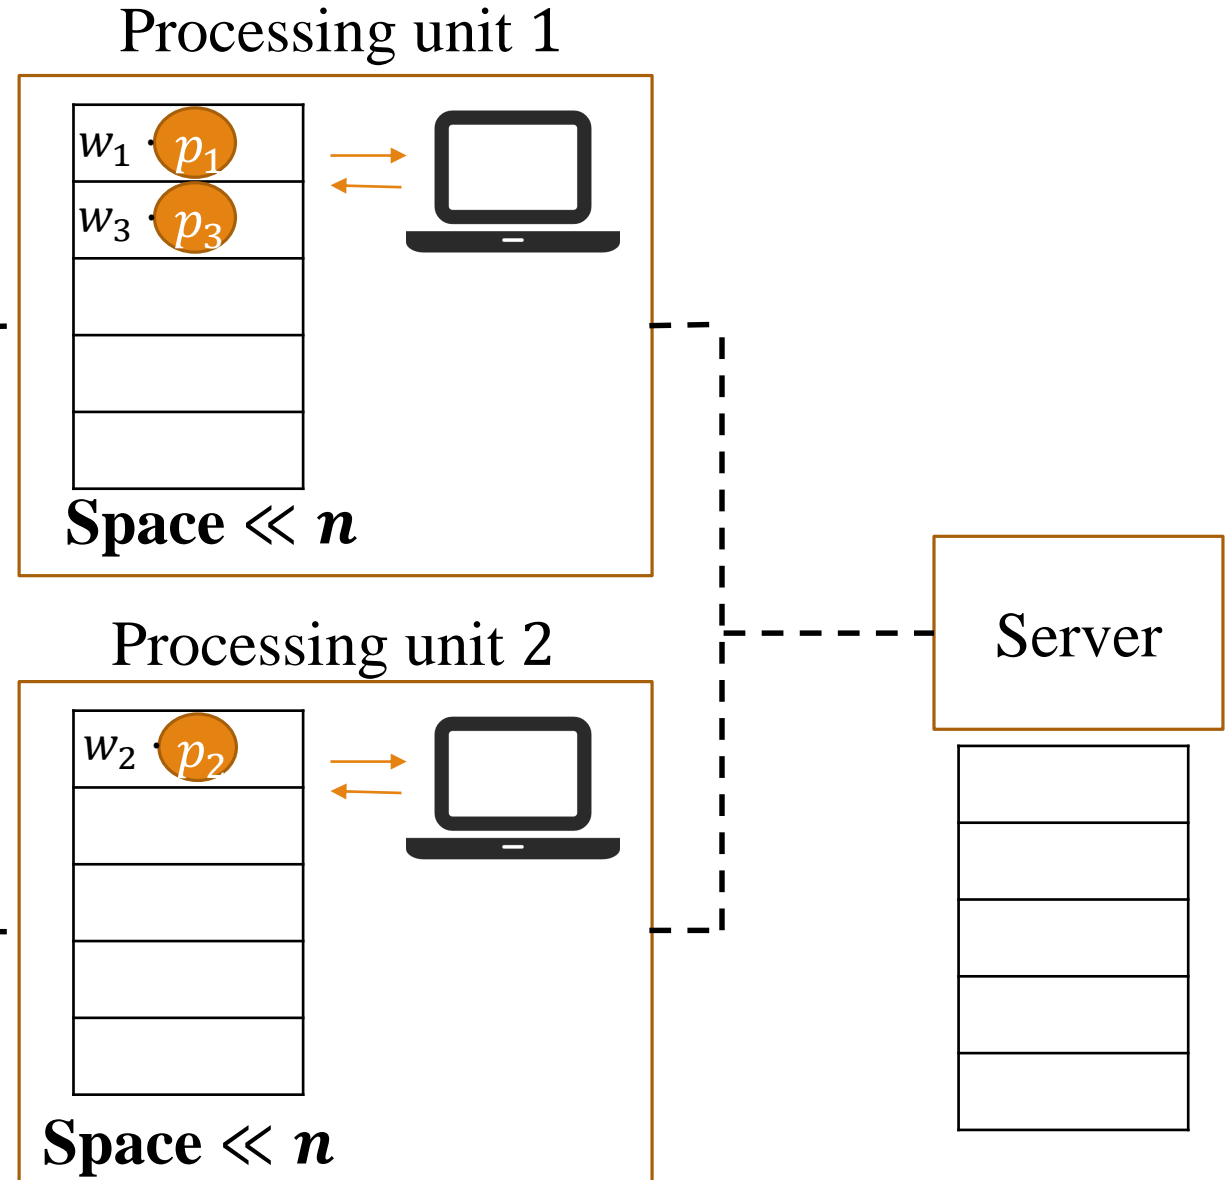 Processing unit 1
w₁ · p₁
w₃ · p₃
Space ≪ n
Processing unit 2
w₂ · p₂
Space ≪ n
Server